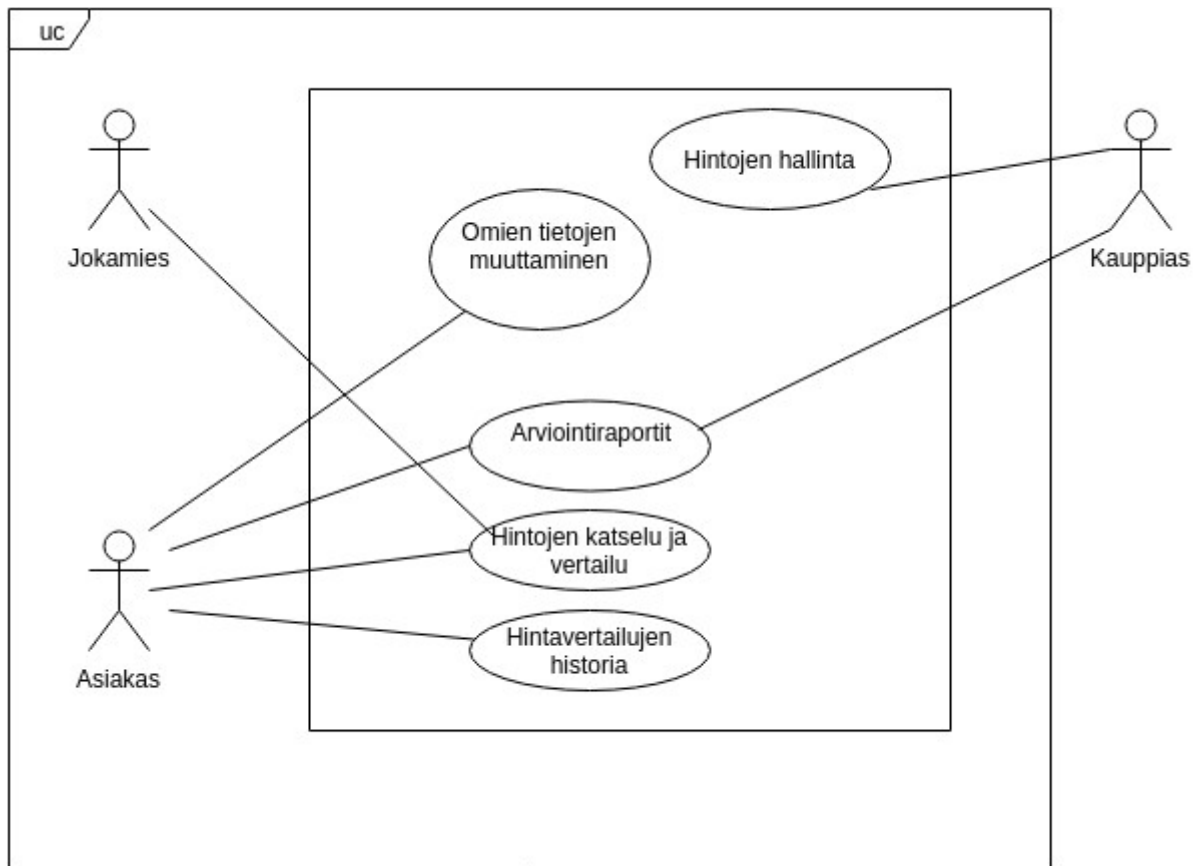 uc
Hintojen hallinta
Omien tietojen
muuttaminen
Jokamies
Kauppias
Arviointiraportit
Hintojen katselu ja
vertailu
Hintavertailujen
historia
Asiakas